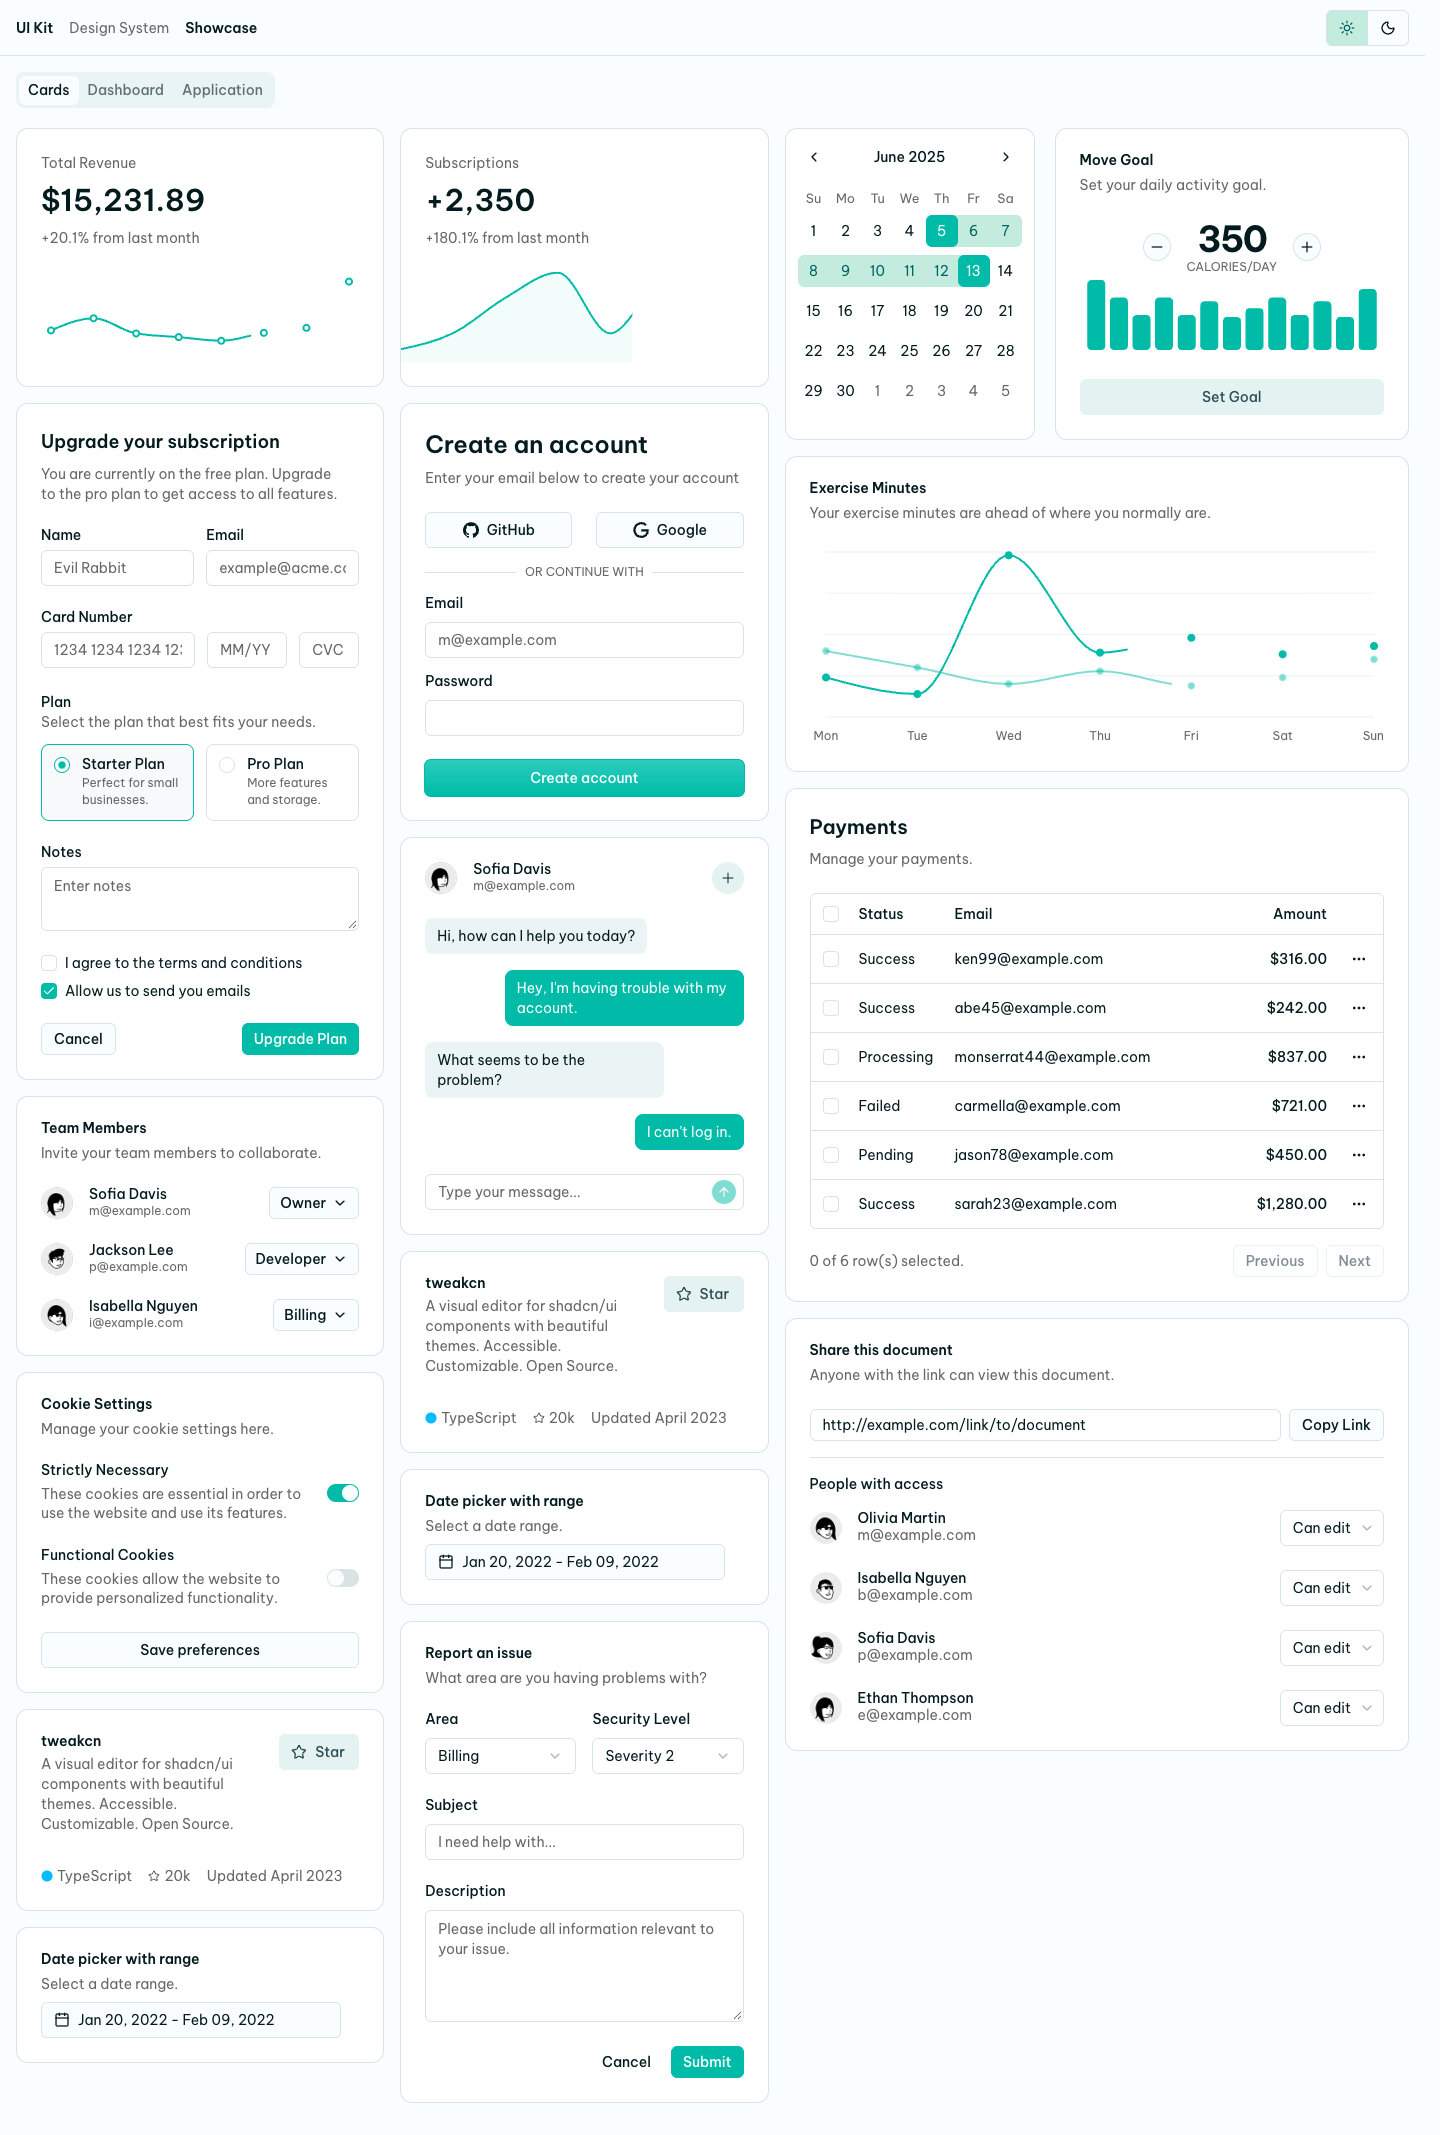 UI Kit Design System Showcase
Cards Dashboard Application
Total Revenue
$15,231.89
+20.1% from last month
Subscriptions
+2,350
+180.1% from last month
June 2025
Su Mo Tu We Th Fr Sa
1 2 3 4 5 6 7
8 9 10 11 12 13 14
15 16 17 18 19 20 21
22 23 24 25 26 27 28
29 30 1 2 3 4 5
Move Goal
Set your daily activity goal.
350
CALORIES/DAY
Set Goal
Upgrade your subscription
You are currently on the free plan. Upgrade
to the pro plan to get access to all features.
Name Email
Evil Rabbit example@acme.co
Card Number
1234 1234 1234 123 MM/YY CVC
Plan
Select the plan that best fits your needs.
Starter Plan
Perfect for small
businesses.
Pro Plan
More features
and storage.
Notes
Enter notes
I agree to the terms and conditions
Allow us to send you emails
Cancel Upgrade Plan
Team Members
Invite your team members to collaborate.
Sofia Davis
m@example.com
Owner
Jackson Lee
p@example.com
Developer
Isabella Nguyen
i@example.com
Billing
Cookie Settings
Manage your cookie settings here.
Strictly Necessary
These cookies are essential in order to
use the website and use its features.
Functional Cookies
These cookies allow the website to
provide personalized functionality.
Save preferences
tweakcn
A visual editor for shadcn/ui
components with beautiful
themes. Accessible.
Customizable. Open Source.
Star
TypeScript 20k Updated April 2023
Date picker with range
Select a date range.
Jan 20, 2022 - Feb 09, 2022
Create an account
Enter your email below to create your account
GitHub Google
OR CONTINUE WITH
Email
m@example.com
Password
Create account
Sofia Davis
m@example.com
Hi, how can I help you today?
Hey, I'm having trouble with my
account.
What seems to be the
problem?
I can't log in.
Type your message...
tweakcn
A visual editor for shadcn/ui
components with beautiful
themes. Accessible.
Customizable. Open Source.
Star
TypeScript 20k Updated April 2023
Date picker with range
Select a date range.
Jan 20, 2022 - Feb 09, 2022
Report an issue
What area are you having problems with?
Area Security Level
Billing Severity 2
Subject
I need help with...
Description
Please include all information relevant to
your issue.
Cancel Submit
Exercise Minutes
Your exercise minutes are ahead of where you normally are.
Mon Tue Wed Thu Fri Sat Sun
Payments
Manage your payments.
Status Email Amount
Success ken99@example.com $316.00
Success abe45@example.com $242.00
Processing monserrat44@example.com $837.00
Failed carmella@example.com $721.00
Pending jason78@example.com $450.00
Success sarah23@example.com $1,280.00
0 of 6 row(s) selected.
Previous Next
Share this document
Anyone with the link can view this document.
http://example.com/link/to/document Copy Link
People with access
Olivia Martin
m@example.com
Can edit
Isabella Nguyen
b@example.com
Can edit
Sofia Davis
p@example.com
Can edit
Ethan Thompson
e@example.com
Can edit